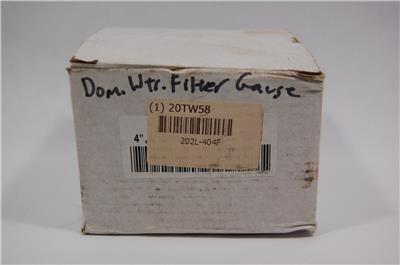 Dom. Wtr. Filter Gauge
(1) 20TW58
202L-404F
4",